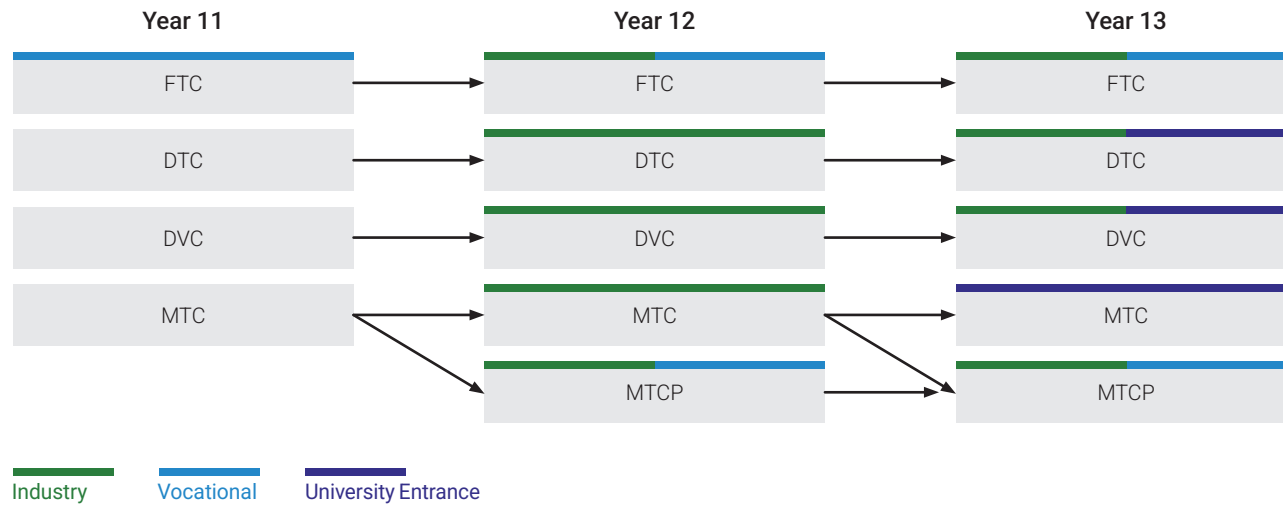 Year 11 Year 12 Year 13
FTC FTC FTC
DTC DTC DTC
DVC DVC DVC
MTC MTC MTC
MTCP MTCP
Industry Vocational University Entrance